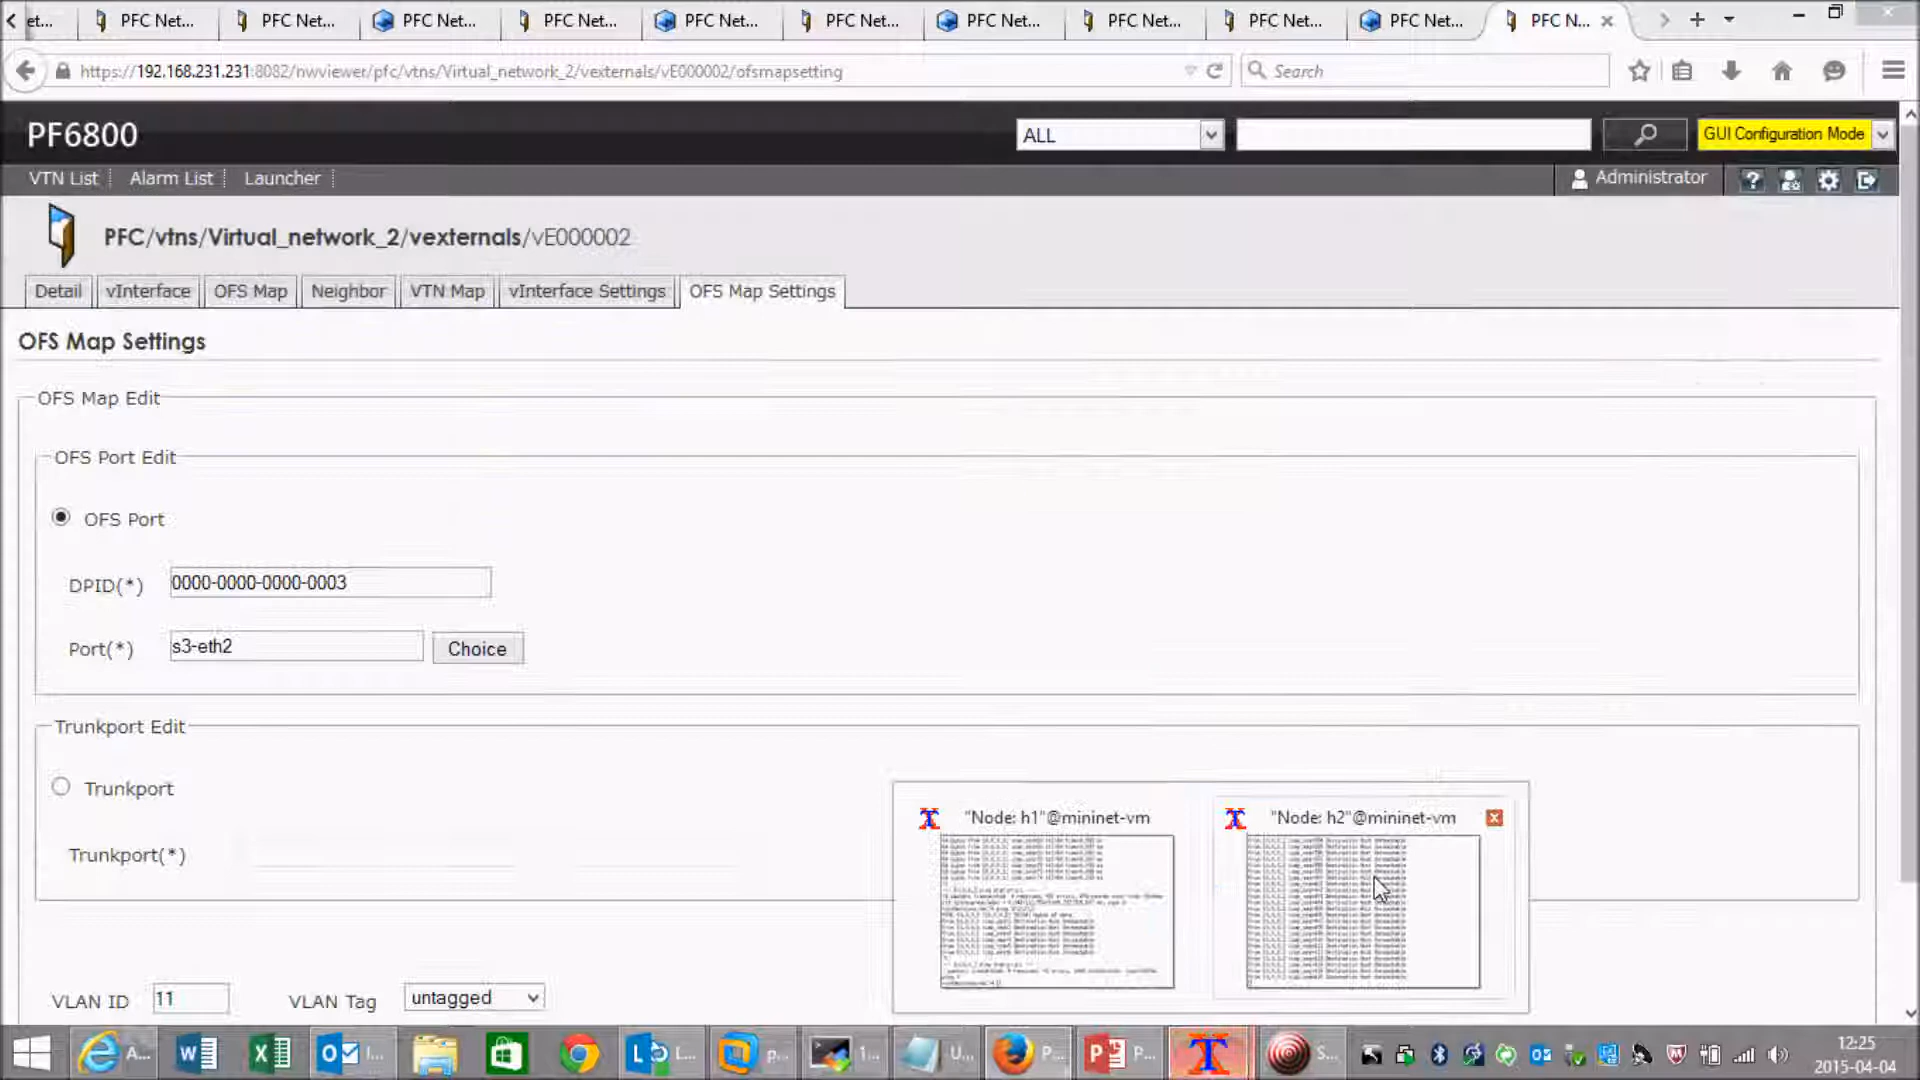 et...
PFC Net...
PFC Net...
PFC Net...
PFC Net...
PFC Net...
PFC Net...
PFC Net...
PFC Net...
PFC Net...
PFC Net...
PFC N...
https://192.168.231.231:8082/nwviewer/pfc/vtns/Virtual_network_2/vexternals/vE000002/ofsmapsetting
Search
PF6800
ALL
GUI Configuration Mode
VTN List
Alarm List
Launcher
Administrator
PFC/vtns/Virtual_network_2/vexternals/vE000002
Detail
vInterface
OFS Map
Neighbor
VTN Map
vInterface Settings
OFS Map Settings
OFS Map Settings
OFS Map Edit
OFS Port Edit
OFS Port
DPID(*)
0000-0000-0000-0003
Port(*)
s3-eth2
Choice
Trunkport Edit
Trunkport
Trunkport(*)
"Node: h1"@mininet-vm
"Node: h2"@mininet-vm
VLAN ID
11
VLAN Tag
untagged
A...
I...
L...
p...
1...
U...
P...
P...
S...
12:25
2015-04-04